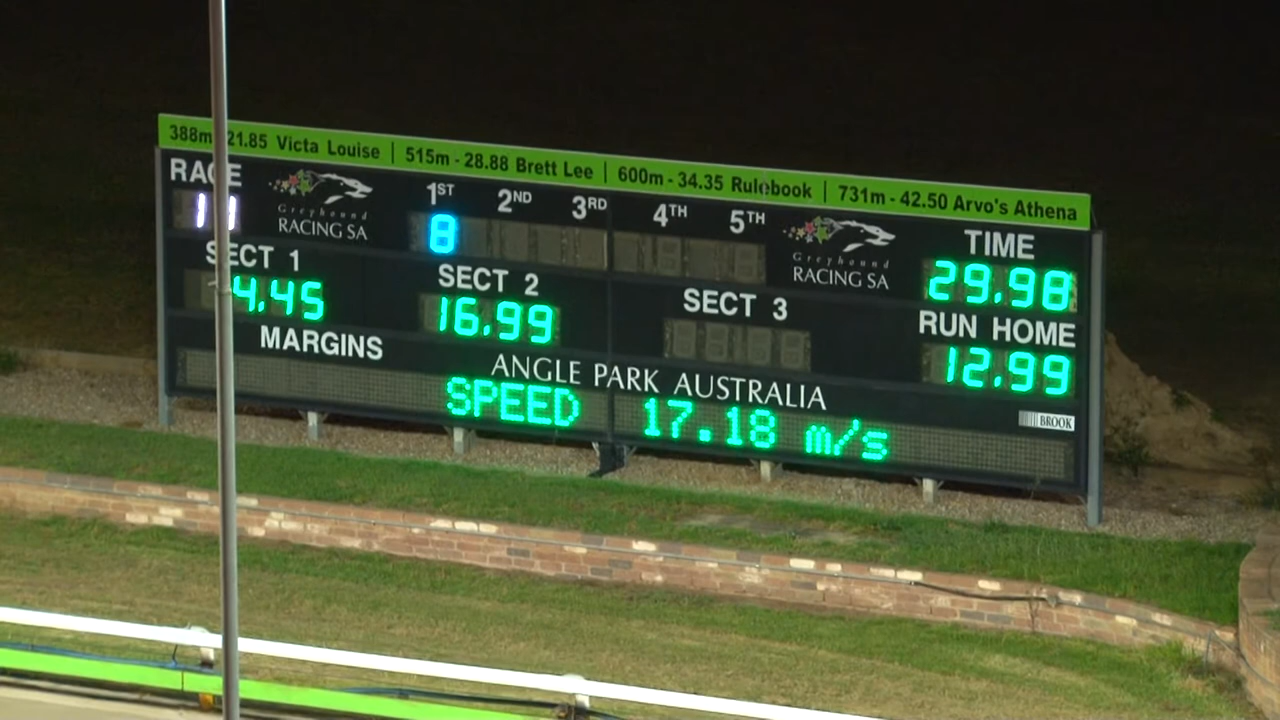 388m 21.85 Victa Louise | 515m - 28.88 Brett Lee | 600m - 34.35 Rulebook | 731m - 42.50 Arvo's Athena
RACE 1ST 2ND 3RD 4TH 5TH TIME
11 Greyhound RACING SA 8 Greyhound RACING SA 29.98
SECT 1 SECT 2 SECT 3 RUN HOME
4.45 16.99 12.99
MARGINS ANGLE PARK AUSTRALIA
SPEED 17.18 m/s BROOK